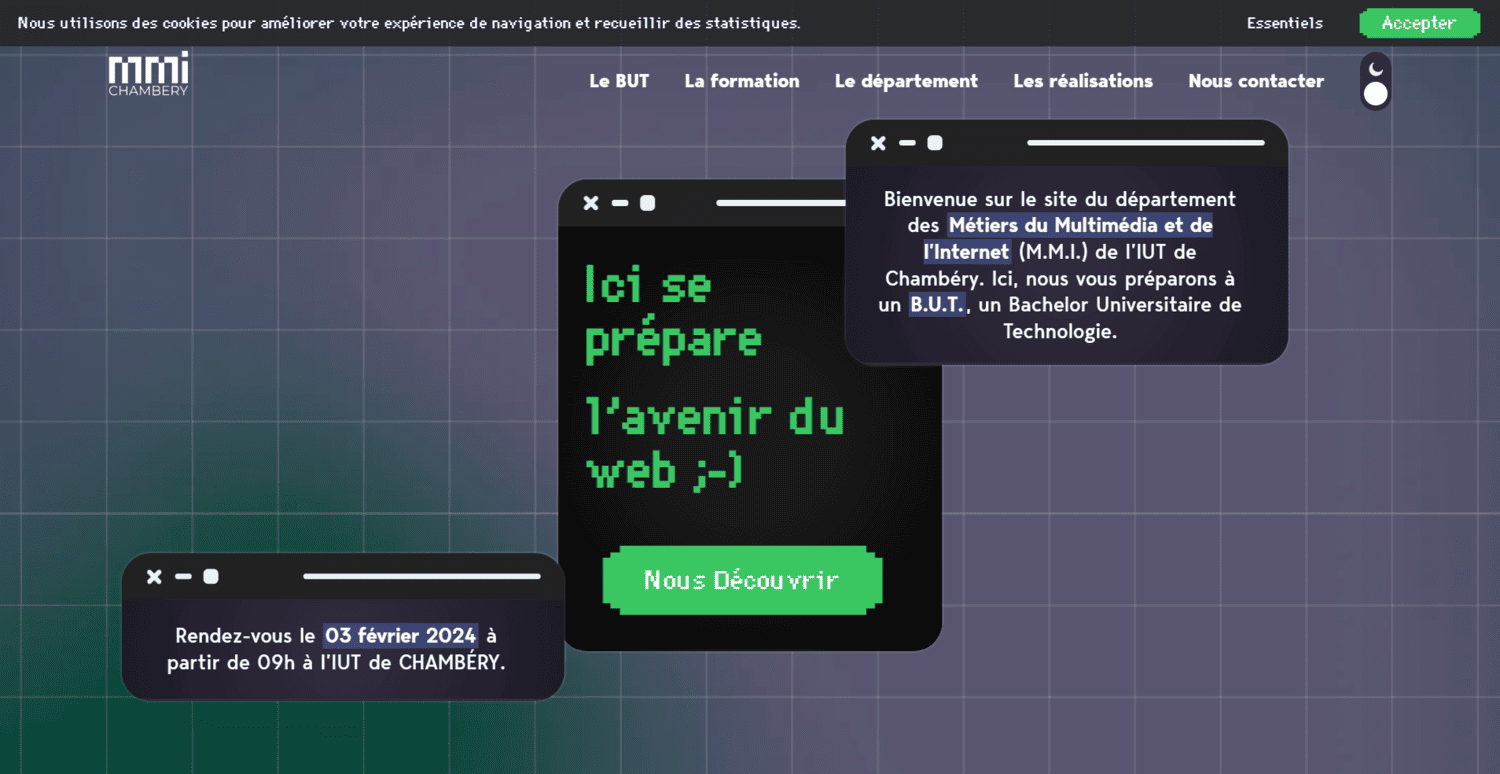 Nous utilisons des cookies pour améliorer votre expérience de navigation et recueillir des statistiques.
Essentiels
Accepter
mmi
CHAMBERY
Le BUT
La formation
Le département
Les réalisations
Nous contacter
Bienvenue sur le site du département
des Métiers du Multimédia et de
l'Internet (M.M.I.) de l'IUT de
Chambéry. Ici, nous vous préparons à
un B.U.T., un Bachelor Universitaire de
Technologie.
Ici se
prépare
l'avenir du
web ;-)
Nous Découvrir
Rendez-vous le 03 février 2024 à
partir de 09h à l'IUT de CHAMBÉRY.